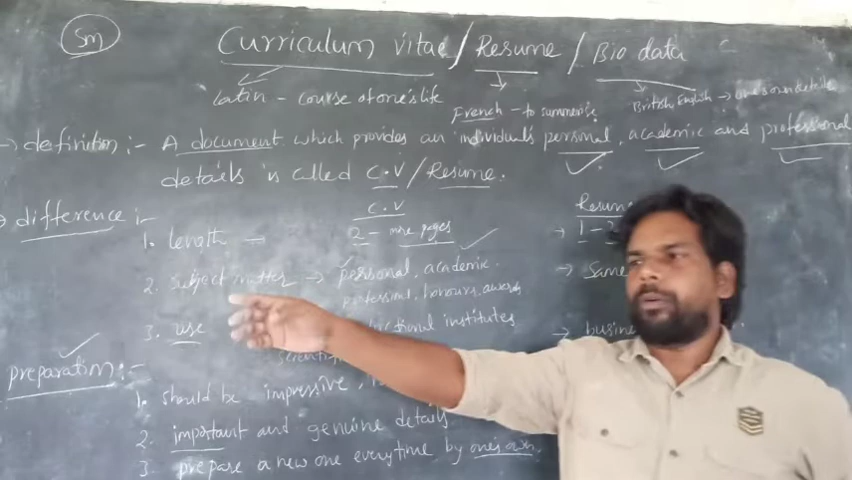 Sm
Curriculum vitae / Resume / Bio data
Latin - course of one's life
French - to summarise
British English → one's own details
→ definition :- A document which provides an individual's personal, academic and professional
details is called C.V / Resume.
→ difference :-
C.V
Resume
1. length - 2 - more pages → 1-2
2. subject matter → personal, academic → same
professional, honours, awards
3. use institutes → busine
scientific
preparation :-
1. should be impressive,
2. important and genuine details
3. prepare a new one everytime by one's own.